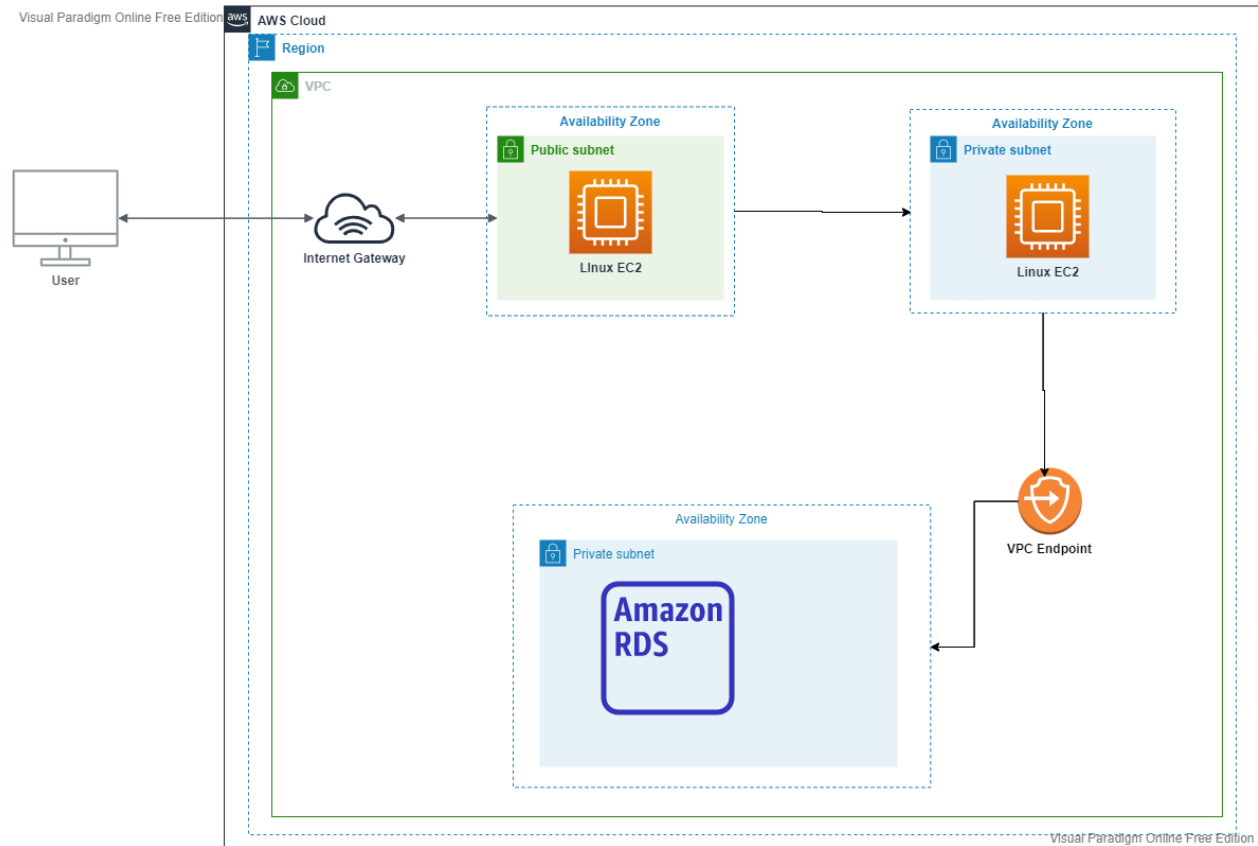 Visual Paradigm Online Free Edition
aws
AWS Cloud
Region
VPC
Availability Zone
Public subnet
LInux EC2
Availability Zone
Private subnet
Linux EC2
User
Internet Gateway
VPC Endpoint
Availability Zone
Private subnet
Amazon
RDS
Visual Paradigm Online Free Edition